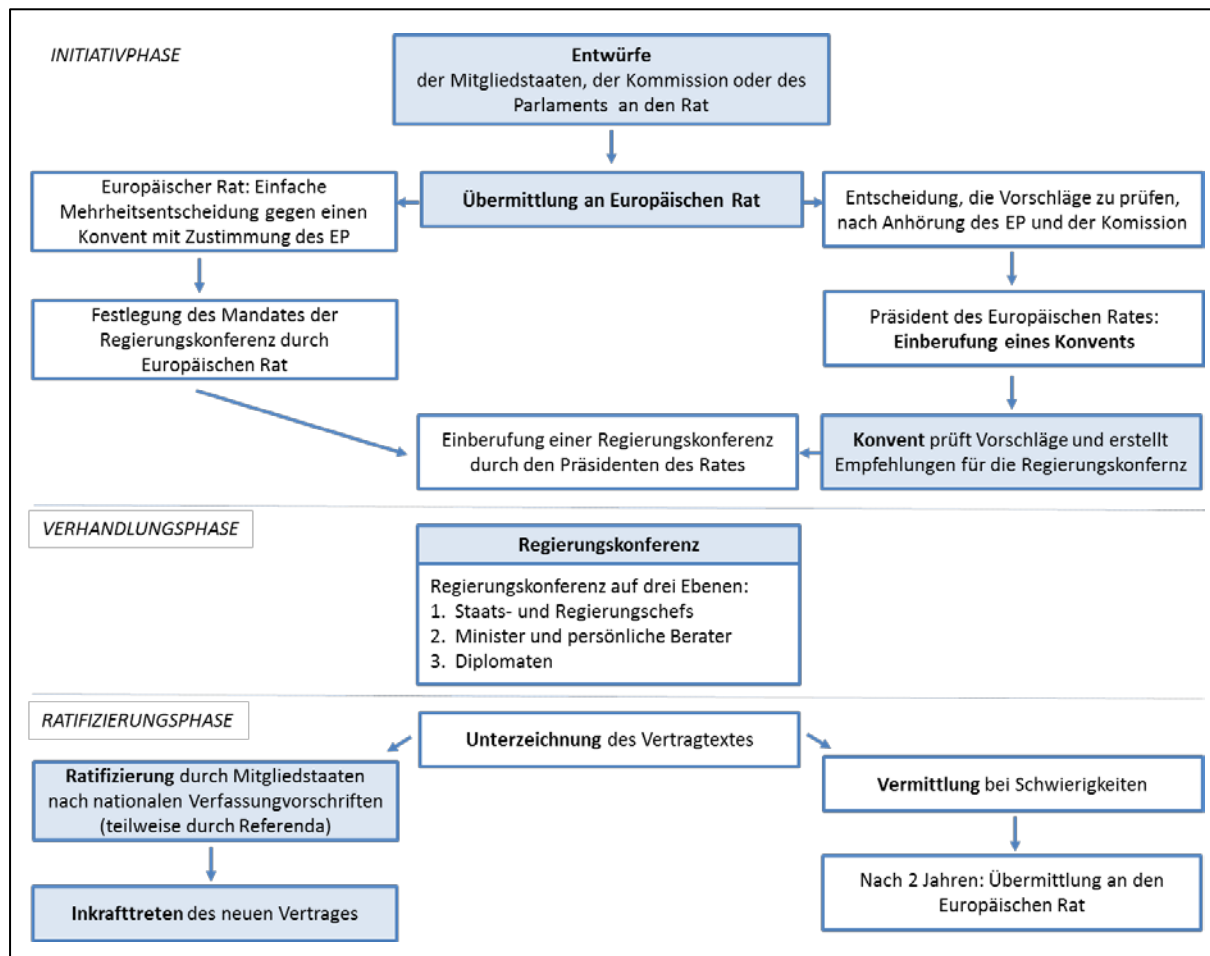 INITIATIVPHASE
Entwürfe
der Mitgliedstaaten, der Kommission oder des
Parlaments an den Rat
Europäischer Rat: Einfache
Mehrheitsentscheidung gegen einen
Konvent mit Zustimmung des EP
Übermittlung an Europäischen Rat
Entscheidung, die Vorschläge zu prüfen,
nach Anhörung des EP und der Komission
Festlegung des Mandates der
Regierungskonferenz durch
Europäischen Rat
Präsident des Europäischen Rates:
Einberufung eines Konvents
Einberufung einer Regierungskonferenz
durch den Präsidenten des Rates
Konvent prüft Vorschläge und erstellt
Empfehlungen für die Regierungskonfernz
VERHANDLUNGSPHASE
Regierungskonferenz
Regierungskonferenz auf drei Ebenen:
1. Staats- und Regierungschefs
2. Minister und persönliche Berater
3. Diplomaten
RATIFIZIERUNGSPHASE
Unterzeichnung des Vertragtextes
Ratifizierung durch Mitgliedstaaten
nach nationalen Verfassungvorschriften
(teilweise durch Referenda)
Vermittlung bei Schwierigkeiten
Inkrafttreten des neuen Vertrages
Nach 2 Jahren: Übermittlung an den
Europäischen Rat